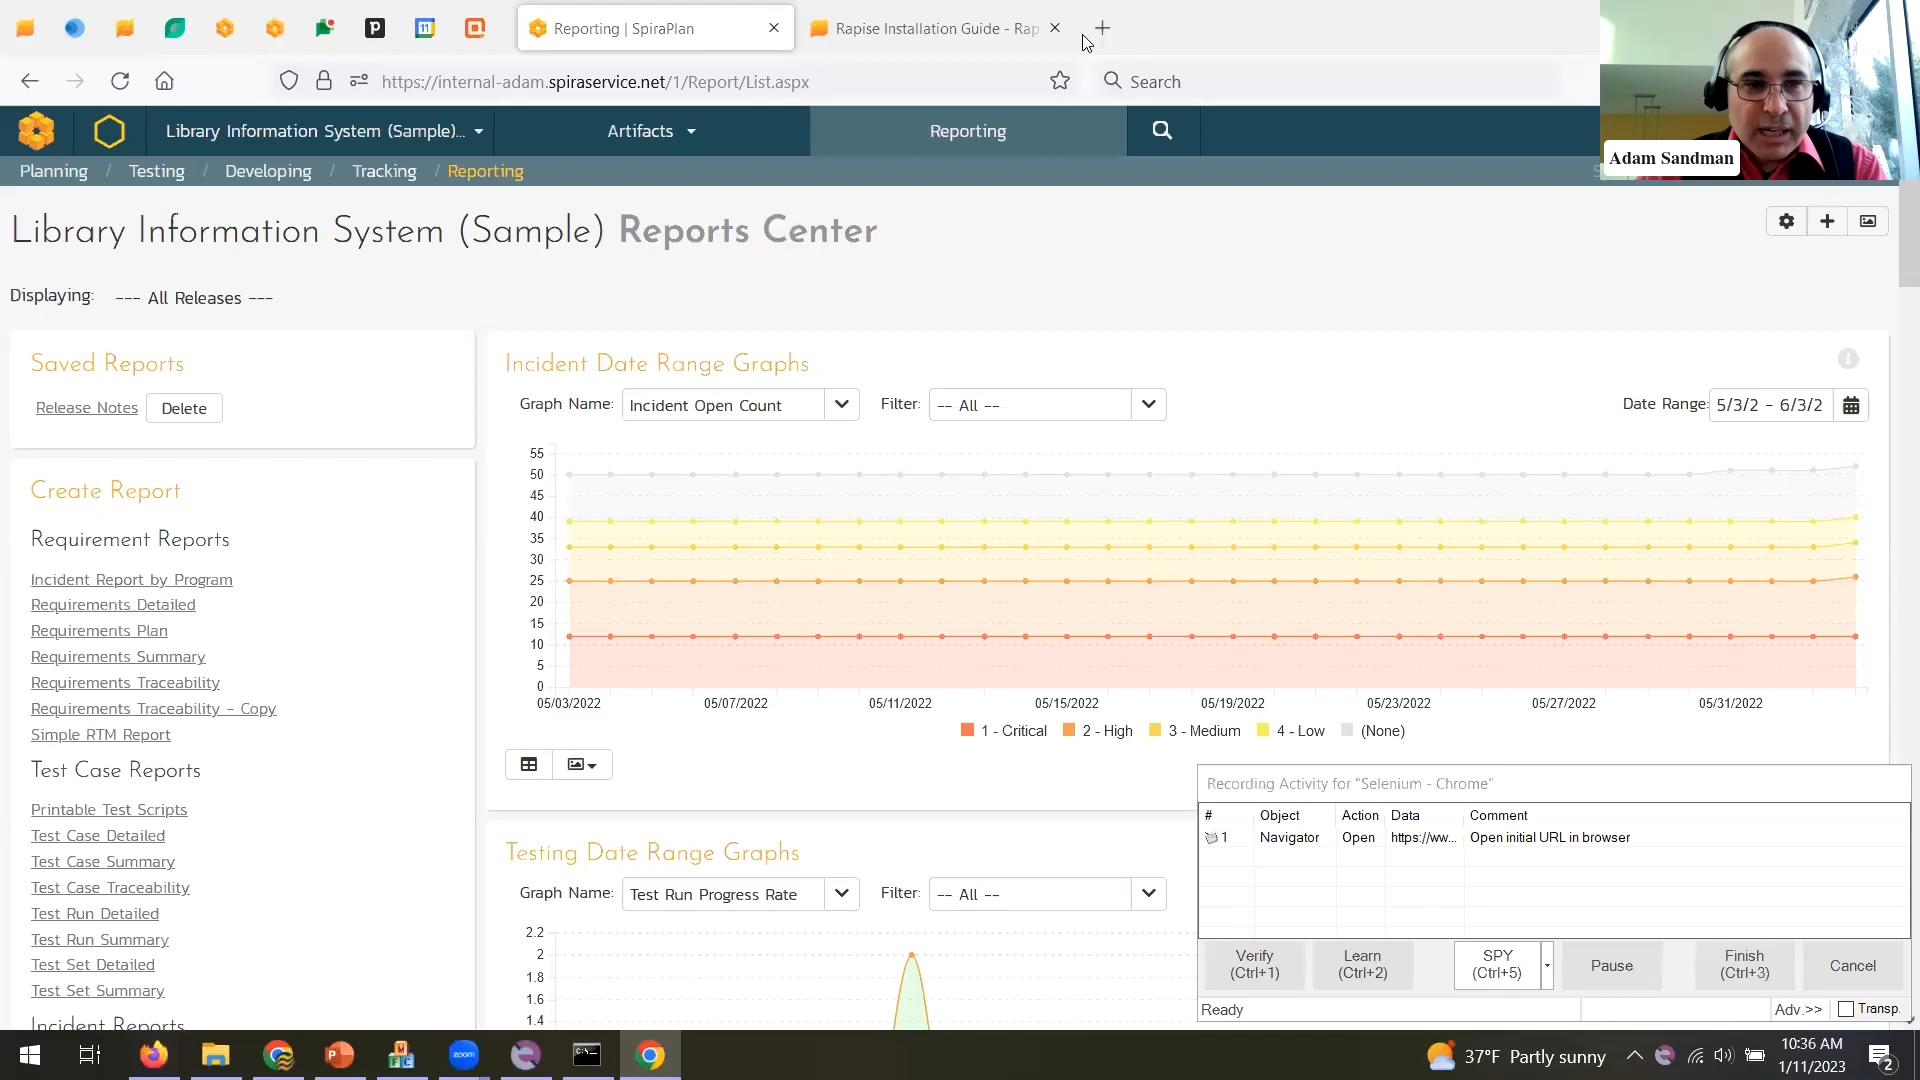 Reporting | SpiraPlan
Rapise Installation Guide - Rap
https://internal-adam.spiraservice.net/1/Report/List.aspx
Search
Adam Sandman
Library Information System (Sample)...
Artifacts
Reporting
Planning / Testing / Developing / Tracking / Reporting
Library Information System (Sample) Reports Center
Displaying: --- All Releases ---
Saved Reports
Release Notes Delete
Create Report
Requirement Reports
Incident Report by Program
Requirements Detailed
Requirements Plan
Requirements Summary
Requirements Traceability
Requirements Traceability - Copy
Simple RTM Report
Test Case Reports
Printable Test Scripts
Test Case Detailed
Test Case Summary
Test Case Traceability
Test Run Detailed
Test Run Summary
Test Set Detailed
Test Set Summary
Incident Reports
Incident Date Range Graphs
Graph Name: Incident Open Count Filter: -- All -- Date Range: 5/3/2 - 6/3/2
55
50
45
40
35
30
25
20
15
10
5
0
05/03/2022 05/07/2022 05/11/2022 05/15/2022 05/19/2022 05/23/2022 05/27/2022 05/31/2022
1 - Critical 2 - High 3 - Medium 4 - Low (None)
Testing Date Range Graphs
Graph Name: Test Run Progress Rate Filter: -- All --
2.2
2
1.8
1.6
1.4
Recording Activity for "Selenium - Chrome"
# Object Action Data Comment
1 Navigator Open https://ww... Open initial URL in browser
Verify (Ctrl+1)
Learn (Ctrl+2)
SPY (Ctrl+5)
Pause
Finish (Ctrl+3)
Cancel
Ready Adv.>> Transp.
zoom
37°F Partly sunny
10:36 AM
1/11/2023
2